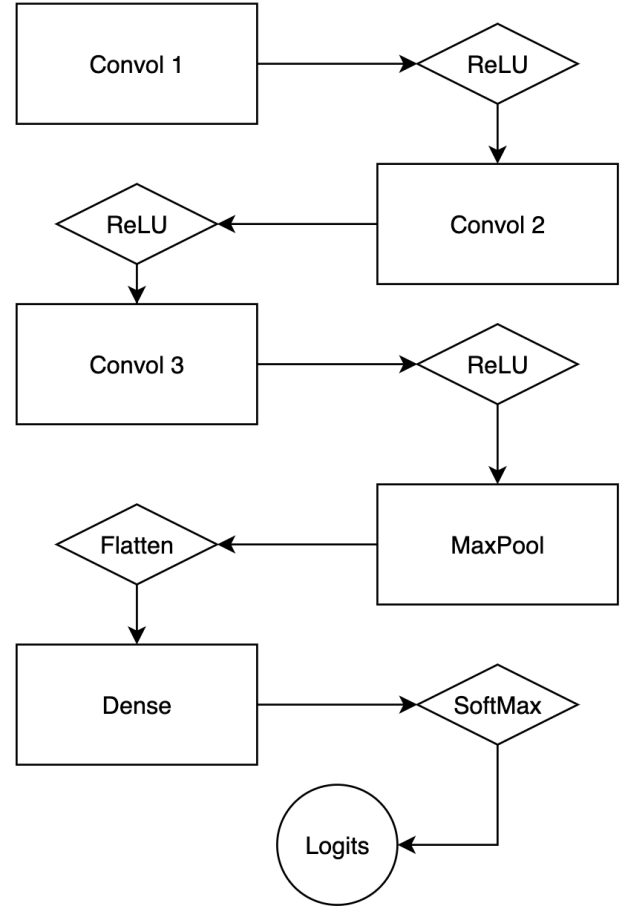 Convol 1
ReLU
Convol 2
ReLU
Convol 3
ReLU
MaxPool
Flatten
Dense
SoftMax
Logits